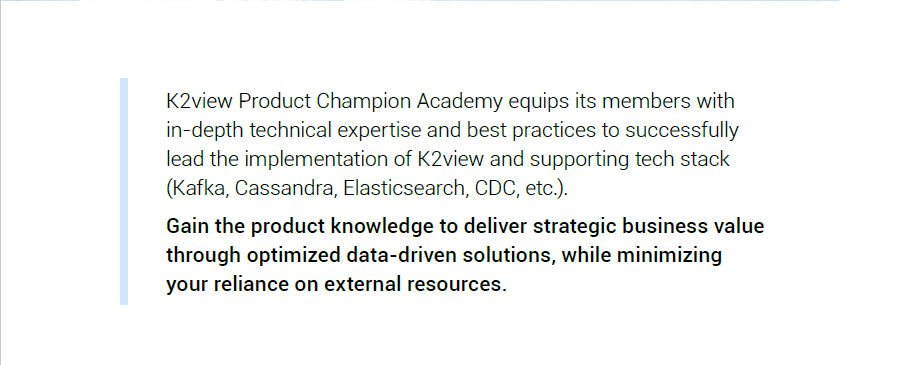 K2view Product Champion Academy equips its members with
in-depth technical expertise and best practices to successfully
lead the implementation of K2view and supporting tech stack
(Kafka, Cassandra, Elasticsearch, CDC, etc.).
Gain the product knowledge to deliver strategic business value
through optimized data-driven solutions, while minimizing
your reliance on external resources.